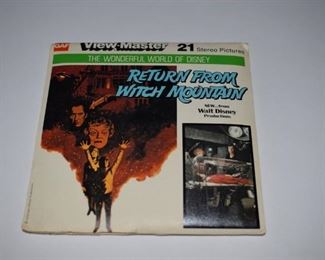 GAF
View-Master
21 Stereo Pictures
THE WONDERFUL WORLD OF DISNEY
RETURN FROM
WITCH MOUNTAIN
NEW...from
Walt Disney
Productions